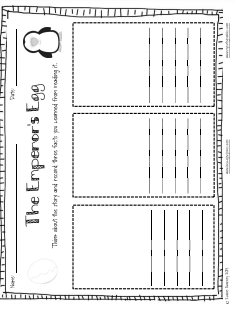 Name
Date
The Emperor's Egg
Think about the story and record three facts you learned from reading it.